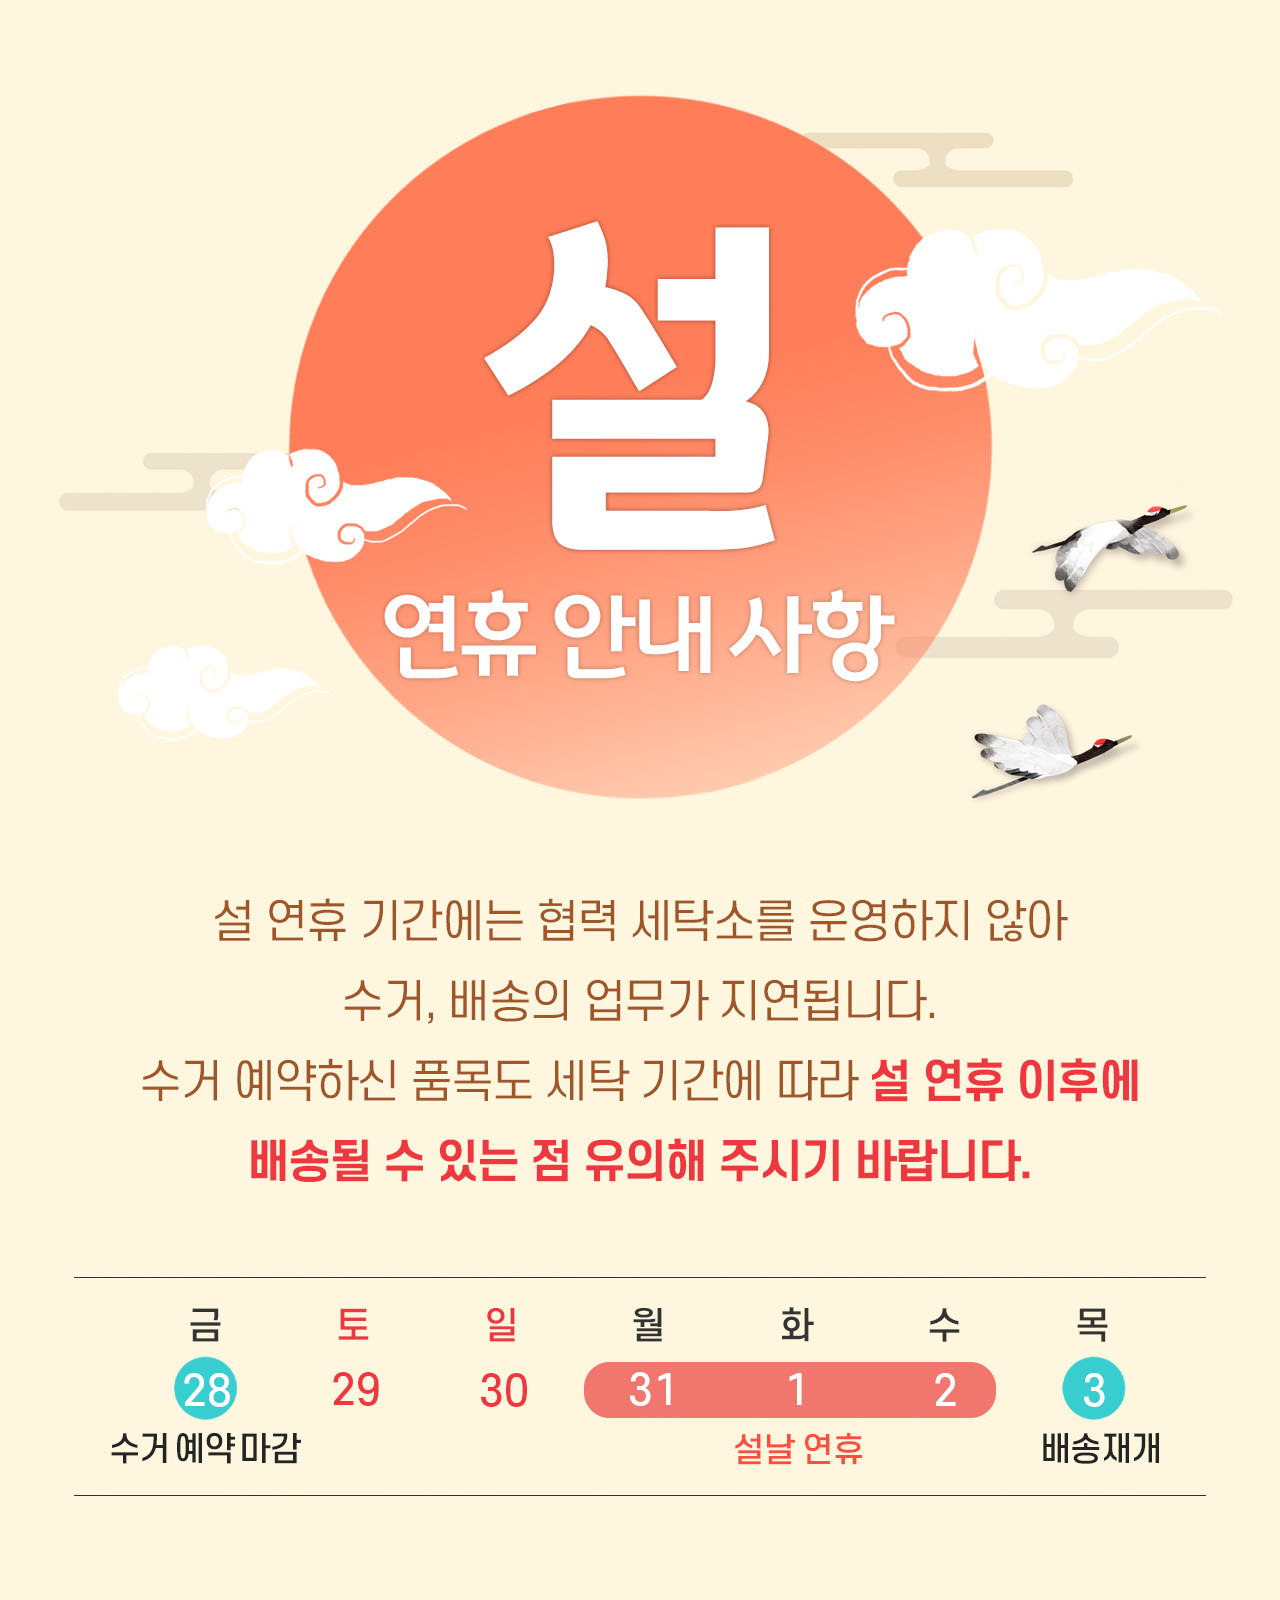 설
연휴 안내 사항
설 연휴 기간에는 협력 세탁소를 운영하지 않아
수거, 배송의 업무가 지연됩니다.
수거 예약하신 품목도 세탁 기간에 따라 설 연휴 이후에
배송될 수 있는 점 유의해 주시기 바랍니다.
금 토 일 월 화 수 목
28 29 30 31 1 2 3
수거 예약 마감 설날 연휴 배송재개